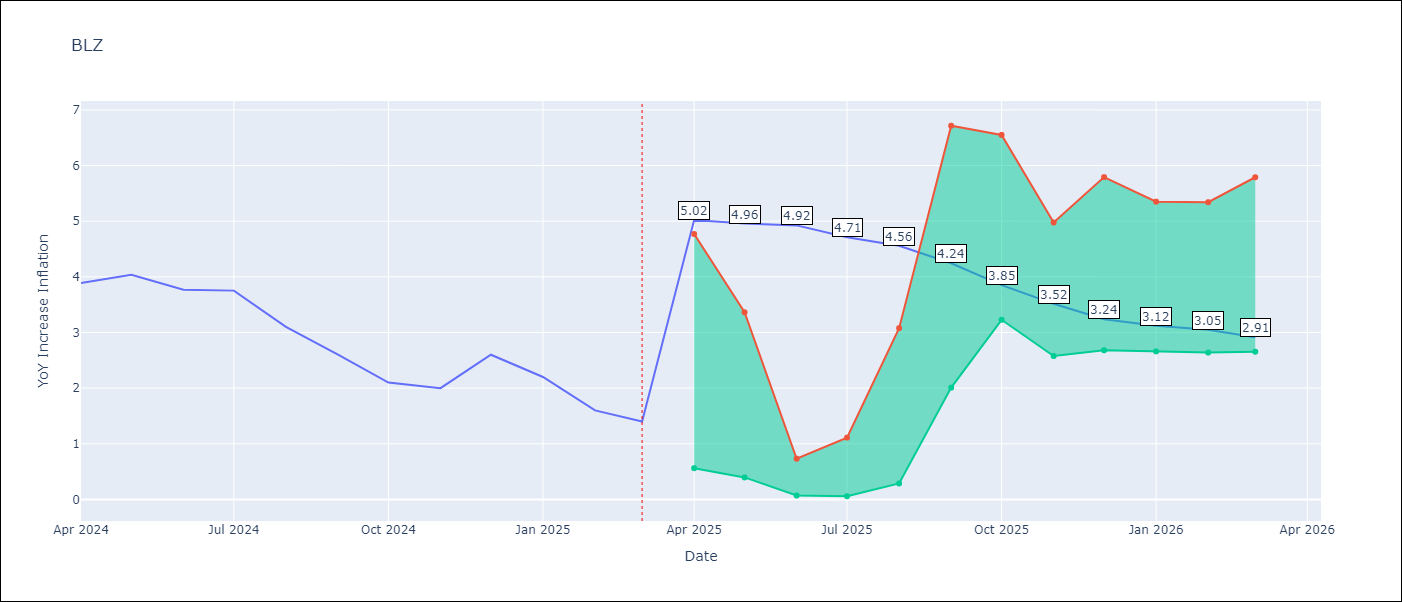 BLZ
YoY Increase Inflation
7
6
5
4
3
2
1
0
5.02
4.96
4.92
4.71
4.56
4.24
3.85
3.52
3.24
3.12
3.05
2.91
Apr 2024
Jul 2024
Oct 2024
Jan 2025
Apr 2025
Jul 2025
Oct 2025
Jan 2026
Apr 2026
Date